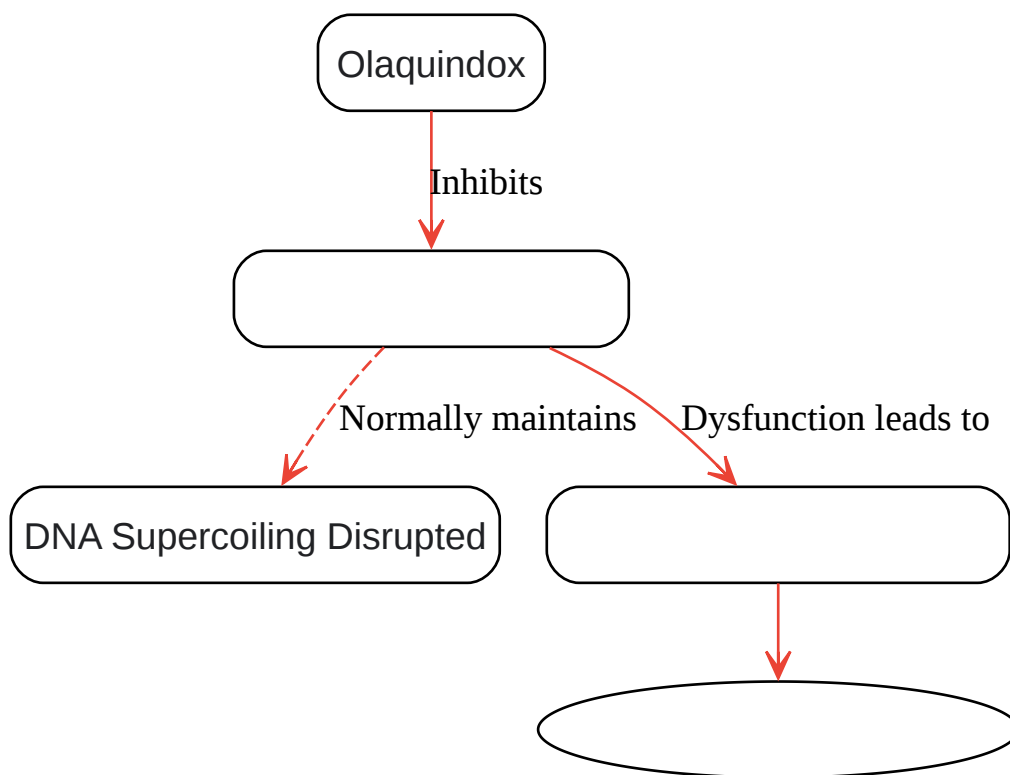 Olaquindox
Inhibits
Normally maintains
Dysfunction leads to
DNA Supercoiling Disrupted